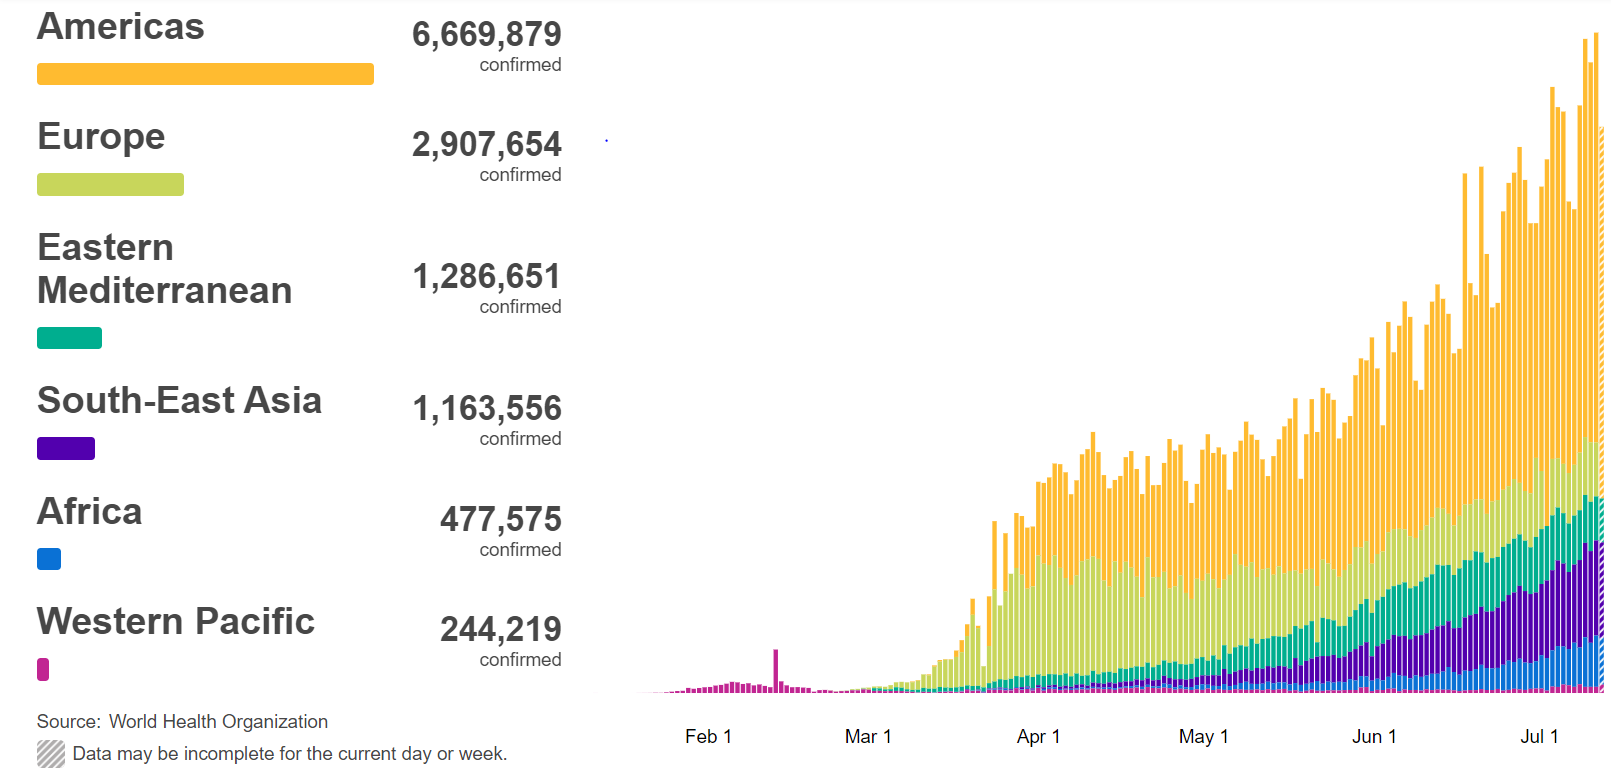 Americas
6,669,879
confirmed
Europe
2,907,654
confirmed
Eastern
Mediterranean
1,286,651
confirmed
South-East Asia
1,163,556
confirmed
Africa
477,575
confirmed
Western Pacific
244,219
confirmed
Source: World Health Organization
Data may be incomplete for the current day or week.
Feb 1 Mar 1 Apr 1 May 1 Jun 1 Jul 1